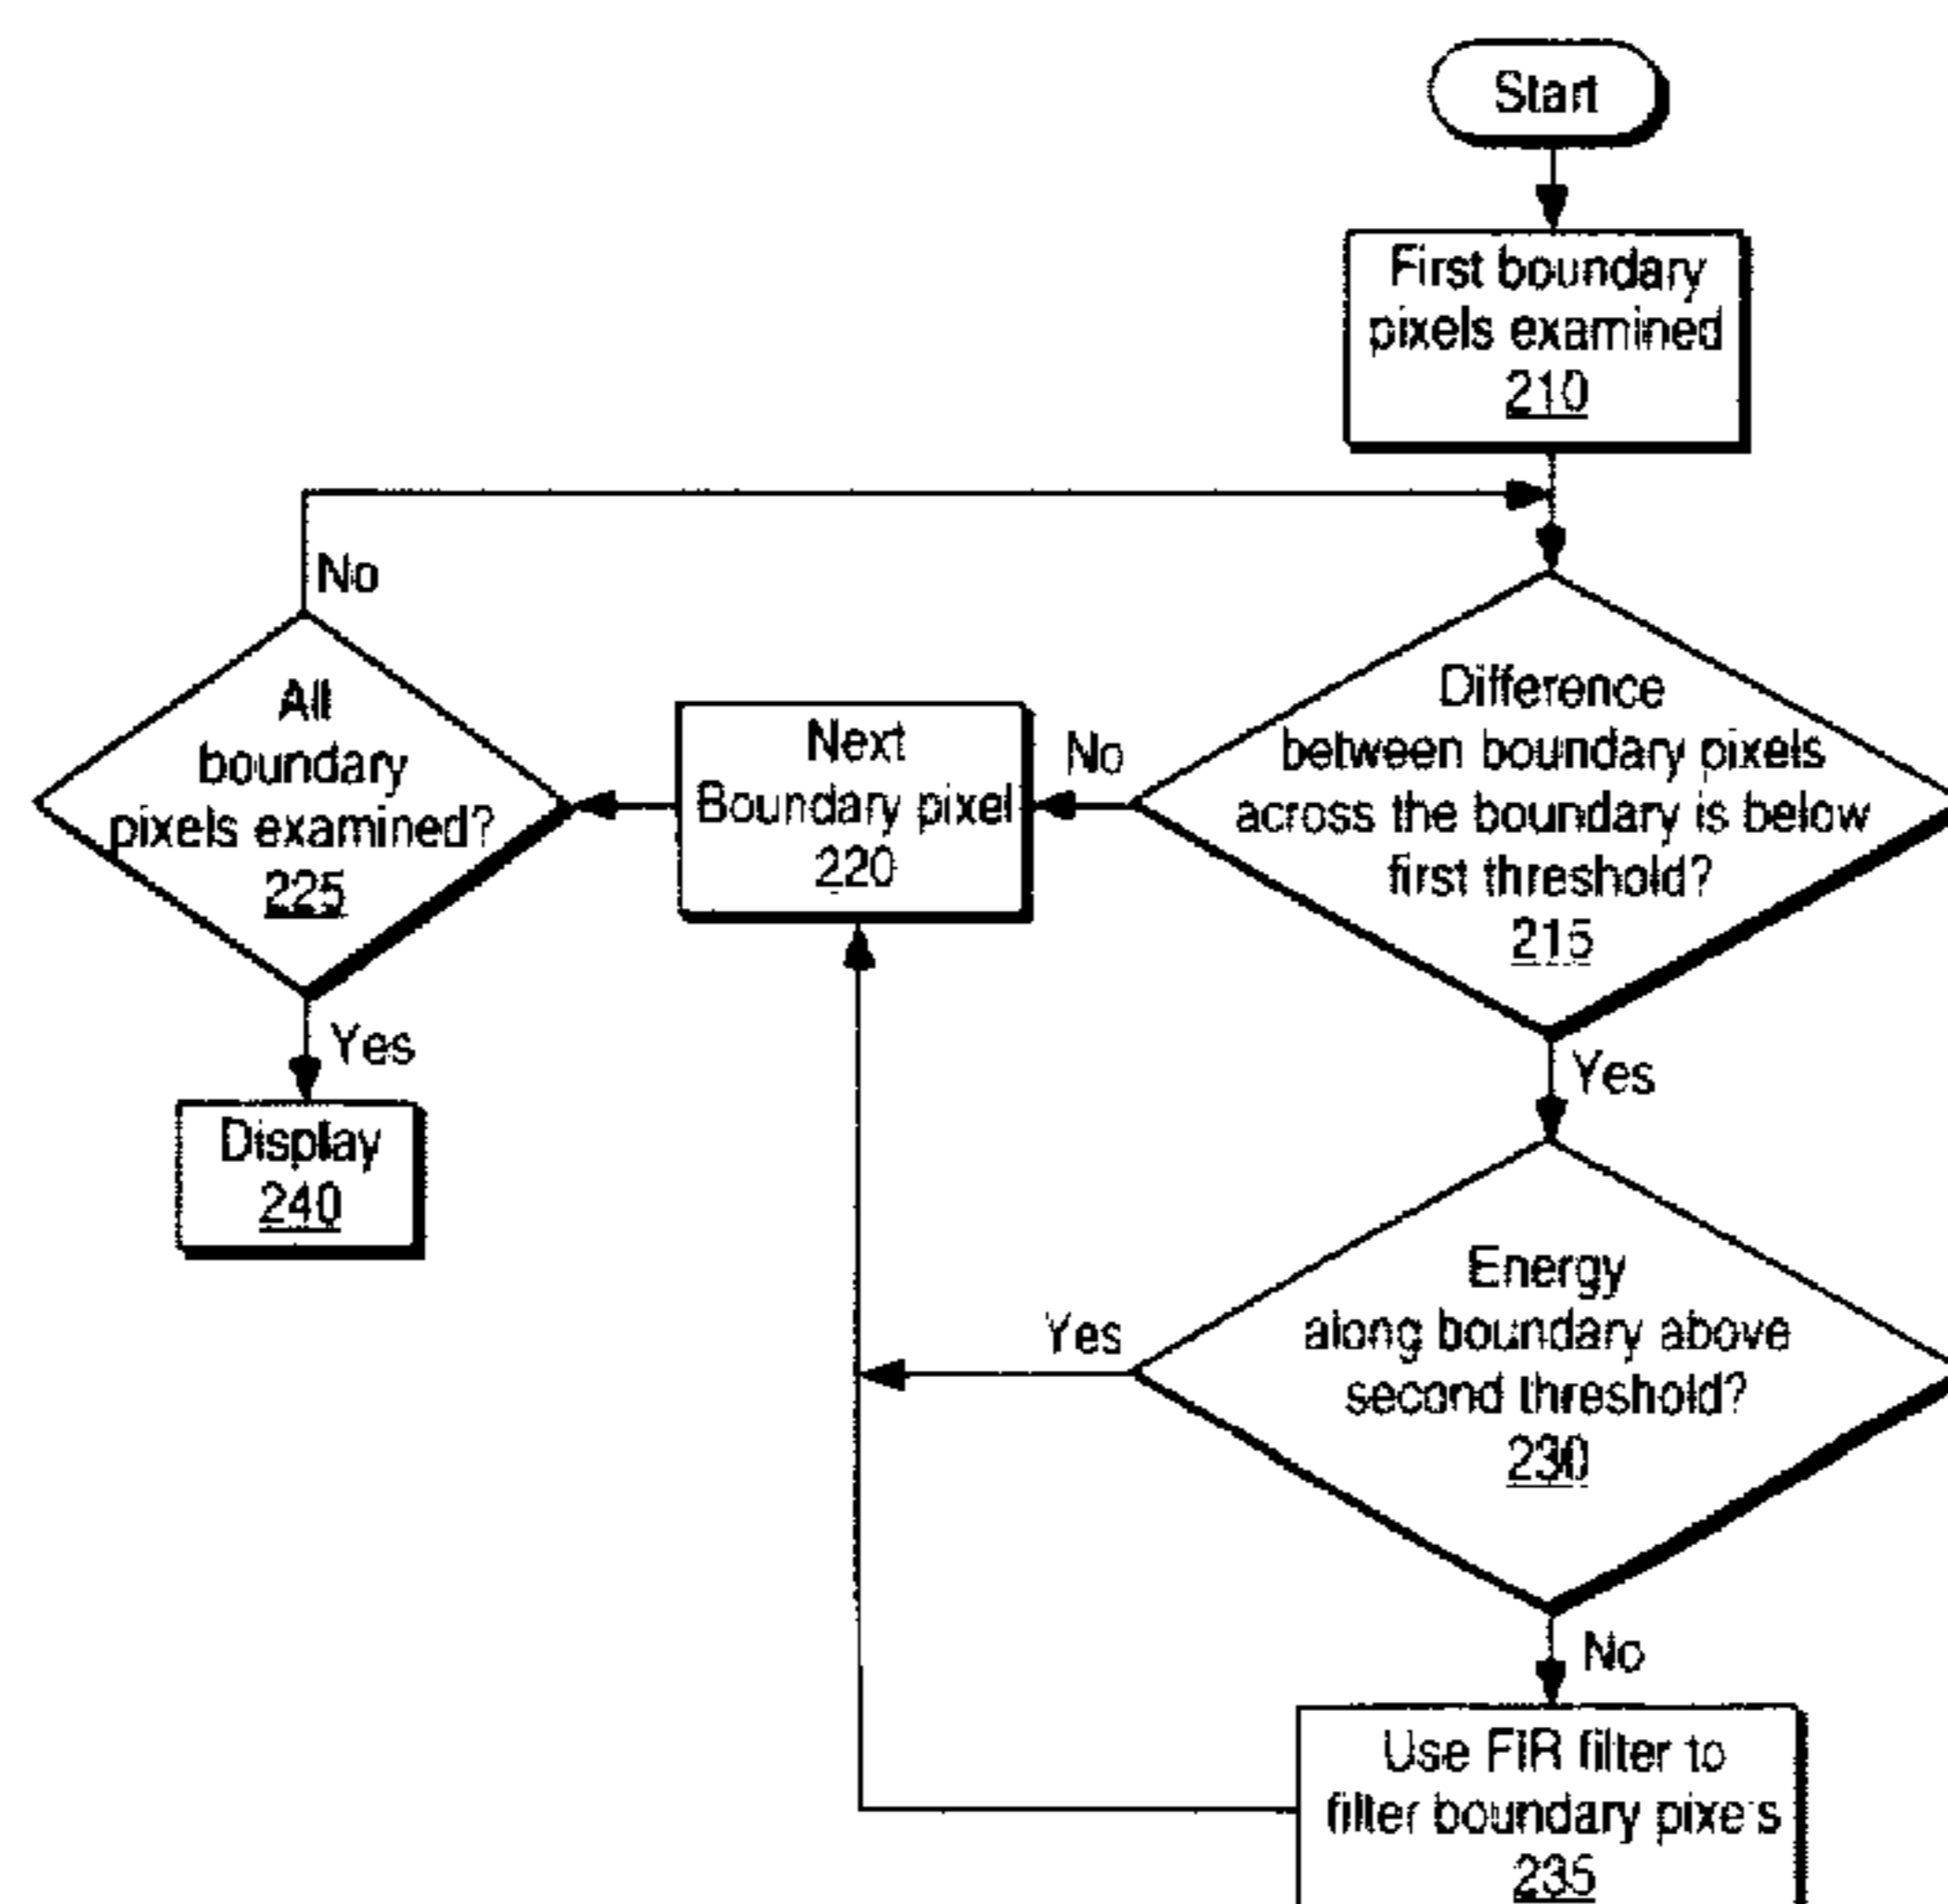 Start
First boundary
pixels examined
210
No
All
boundary
pixels examined?
225
Next
Boundary pixel
220
No
Difference
between boundary pixels
across the boundary is below
first threshold?
215
Yes
Display
240
Yes
Energy
along boundary above
second threshold?
230
Yes
No
Use FIR filter to
filter boundary pixels
235